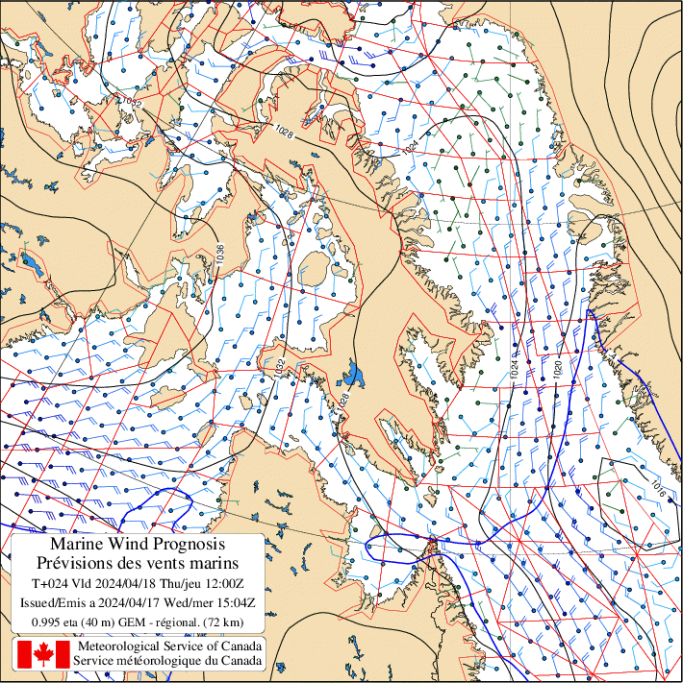 1032
1028
1024
1036
1032
1028
1024
1020
1016
Marine Wind Prognosis
Prévisions des vents marins
T+024 Vld 2024/04/18 Thu/jeu 12:00Z
Issued/Emis a 2024/04/17 Wed/mer 15:04Z
0.995 eta (40 m) GEM - régional. (72 km)
Meteorological Service of Canada
Service météorologique du Canada